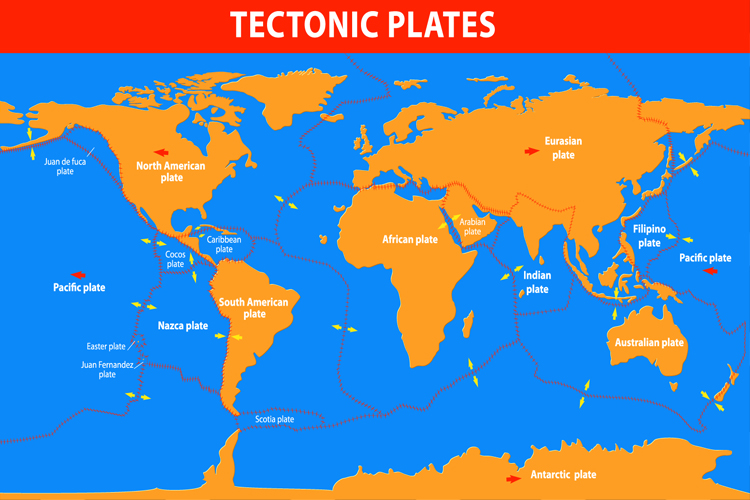 TECTONIC PLATES
Juan de fuca
plate
North American
plate
Eurasian
plate
Caribbean
plate
Cocos
plate
African plate
Arabian
plate
Filipino
plate
Pacific plate
Indian
plate
Pacific plate
South American
plate
Nazca plate
Easter plate
Juan Fernandez
plate
Australian plate
Scotia plate
Antarctic plate